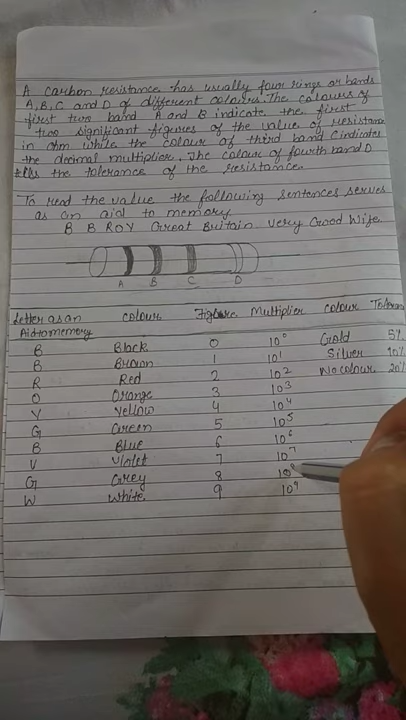 A carbon resistance has usually four rings or bands
A, B, C and D of different colours. The colours of
first two band A and B indicate the first
two significant figures of the value of resistance
in ohm while the colour of third band C indicates
the decimal multiplier. The colour of fourth band D
tells the tolerance of the resistance.
To read the value the following sentences serves
as an aid to memory.
B B ROY Great Britain Very Good Wife.
A B C D
Letter as an Aid to memory colour Figure Multiplier colour Toleran
B Black 0 10⁰ Gold 5%
B Brown 1 10¹ Silver 10%
R Red 2 10² No colour 20%
O Orange 3 10³
Y Yellow 4 10⁴
G Green 5 10⁵
B Blue 6 10⁶
V Violet 7 10⁷
G Grey 8 10⁸
W White 9 10⁹